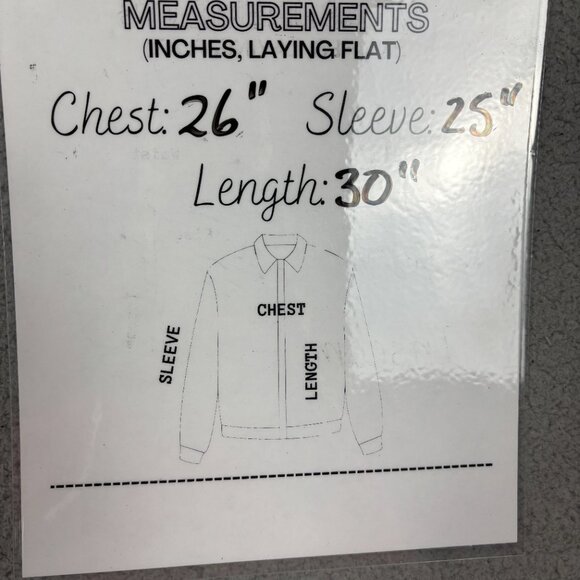 MEASUREMENTS
(INCHES, LAYING FLAT)
Chest: 26" Sleeve: 25"
Length: 30"
CHEST
SLEEVE
LENGTH